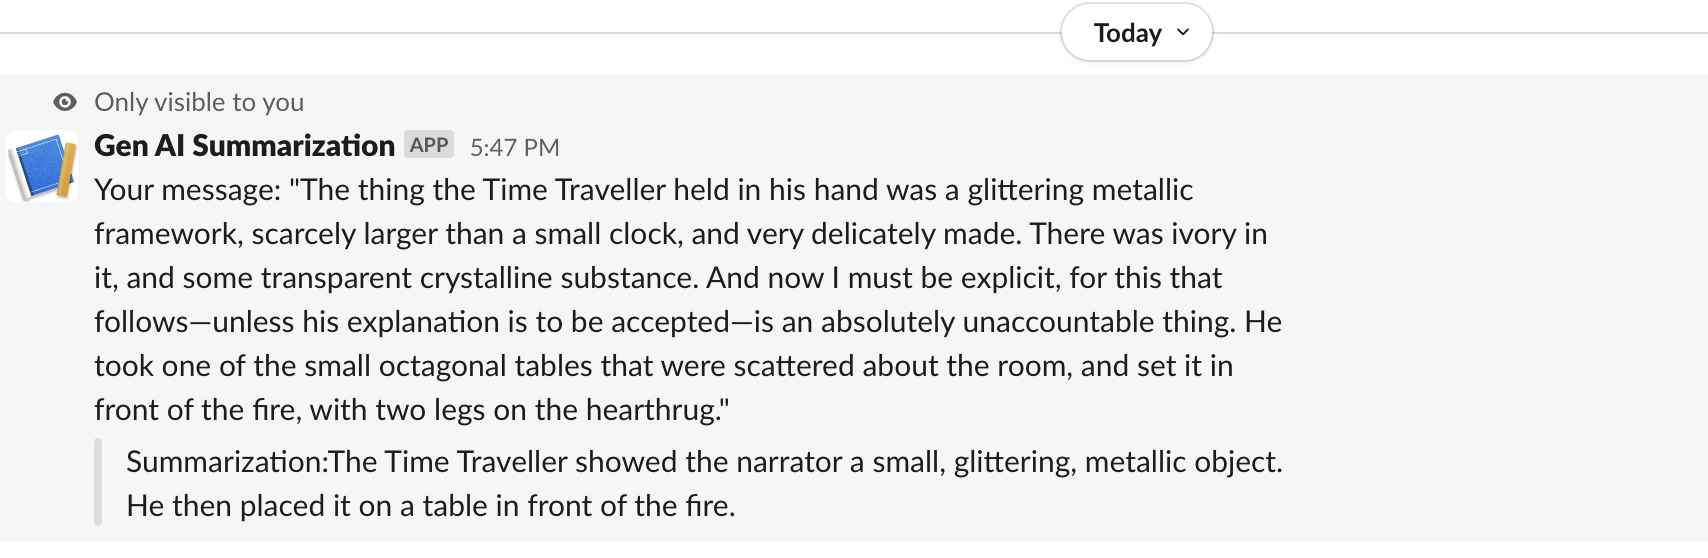 Today
Only visible to you
Gen AI Summarization APP 5:47 PM
Your message: "The thing the Time Traveller held in his hand was a glittering metallic
framework, scarcely larger than a small clock, and very delicately made. There was ivory in
it, and some transparent crystalline substance. And now I must be explicit, for this that
follows—unless his explanation is to be accepted—is an absolutely unaccountable thing. He
took one of the small octagonal tables that were scattered about the room, and set it in
front of the fire, with two legs on the hearthrug."
Summarization:The Time Traveller showed the narrator a small, glittering, metallic object.
He then placed it on a table in front of the fire.